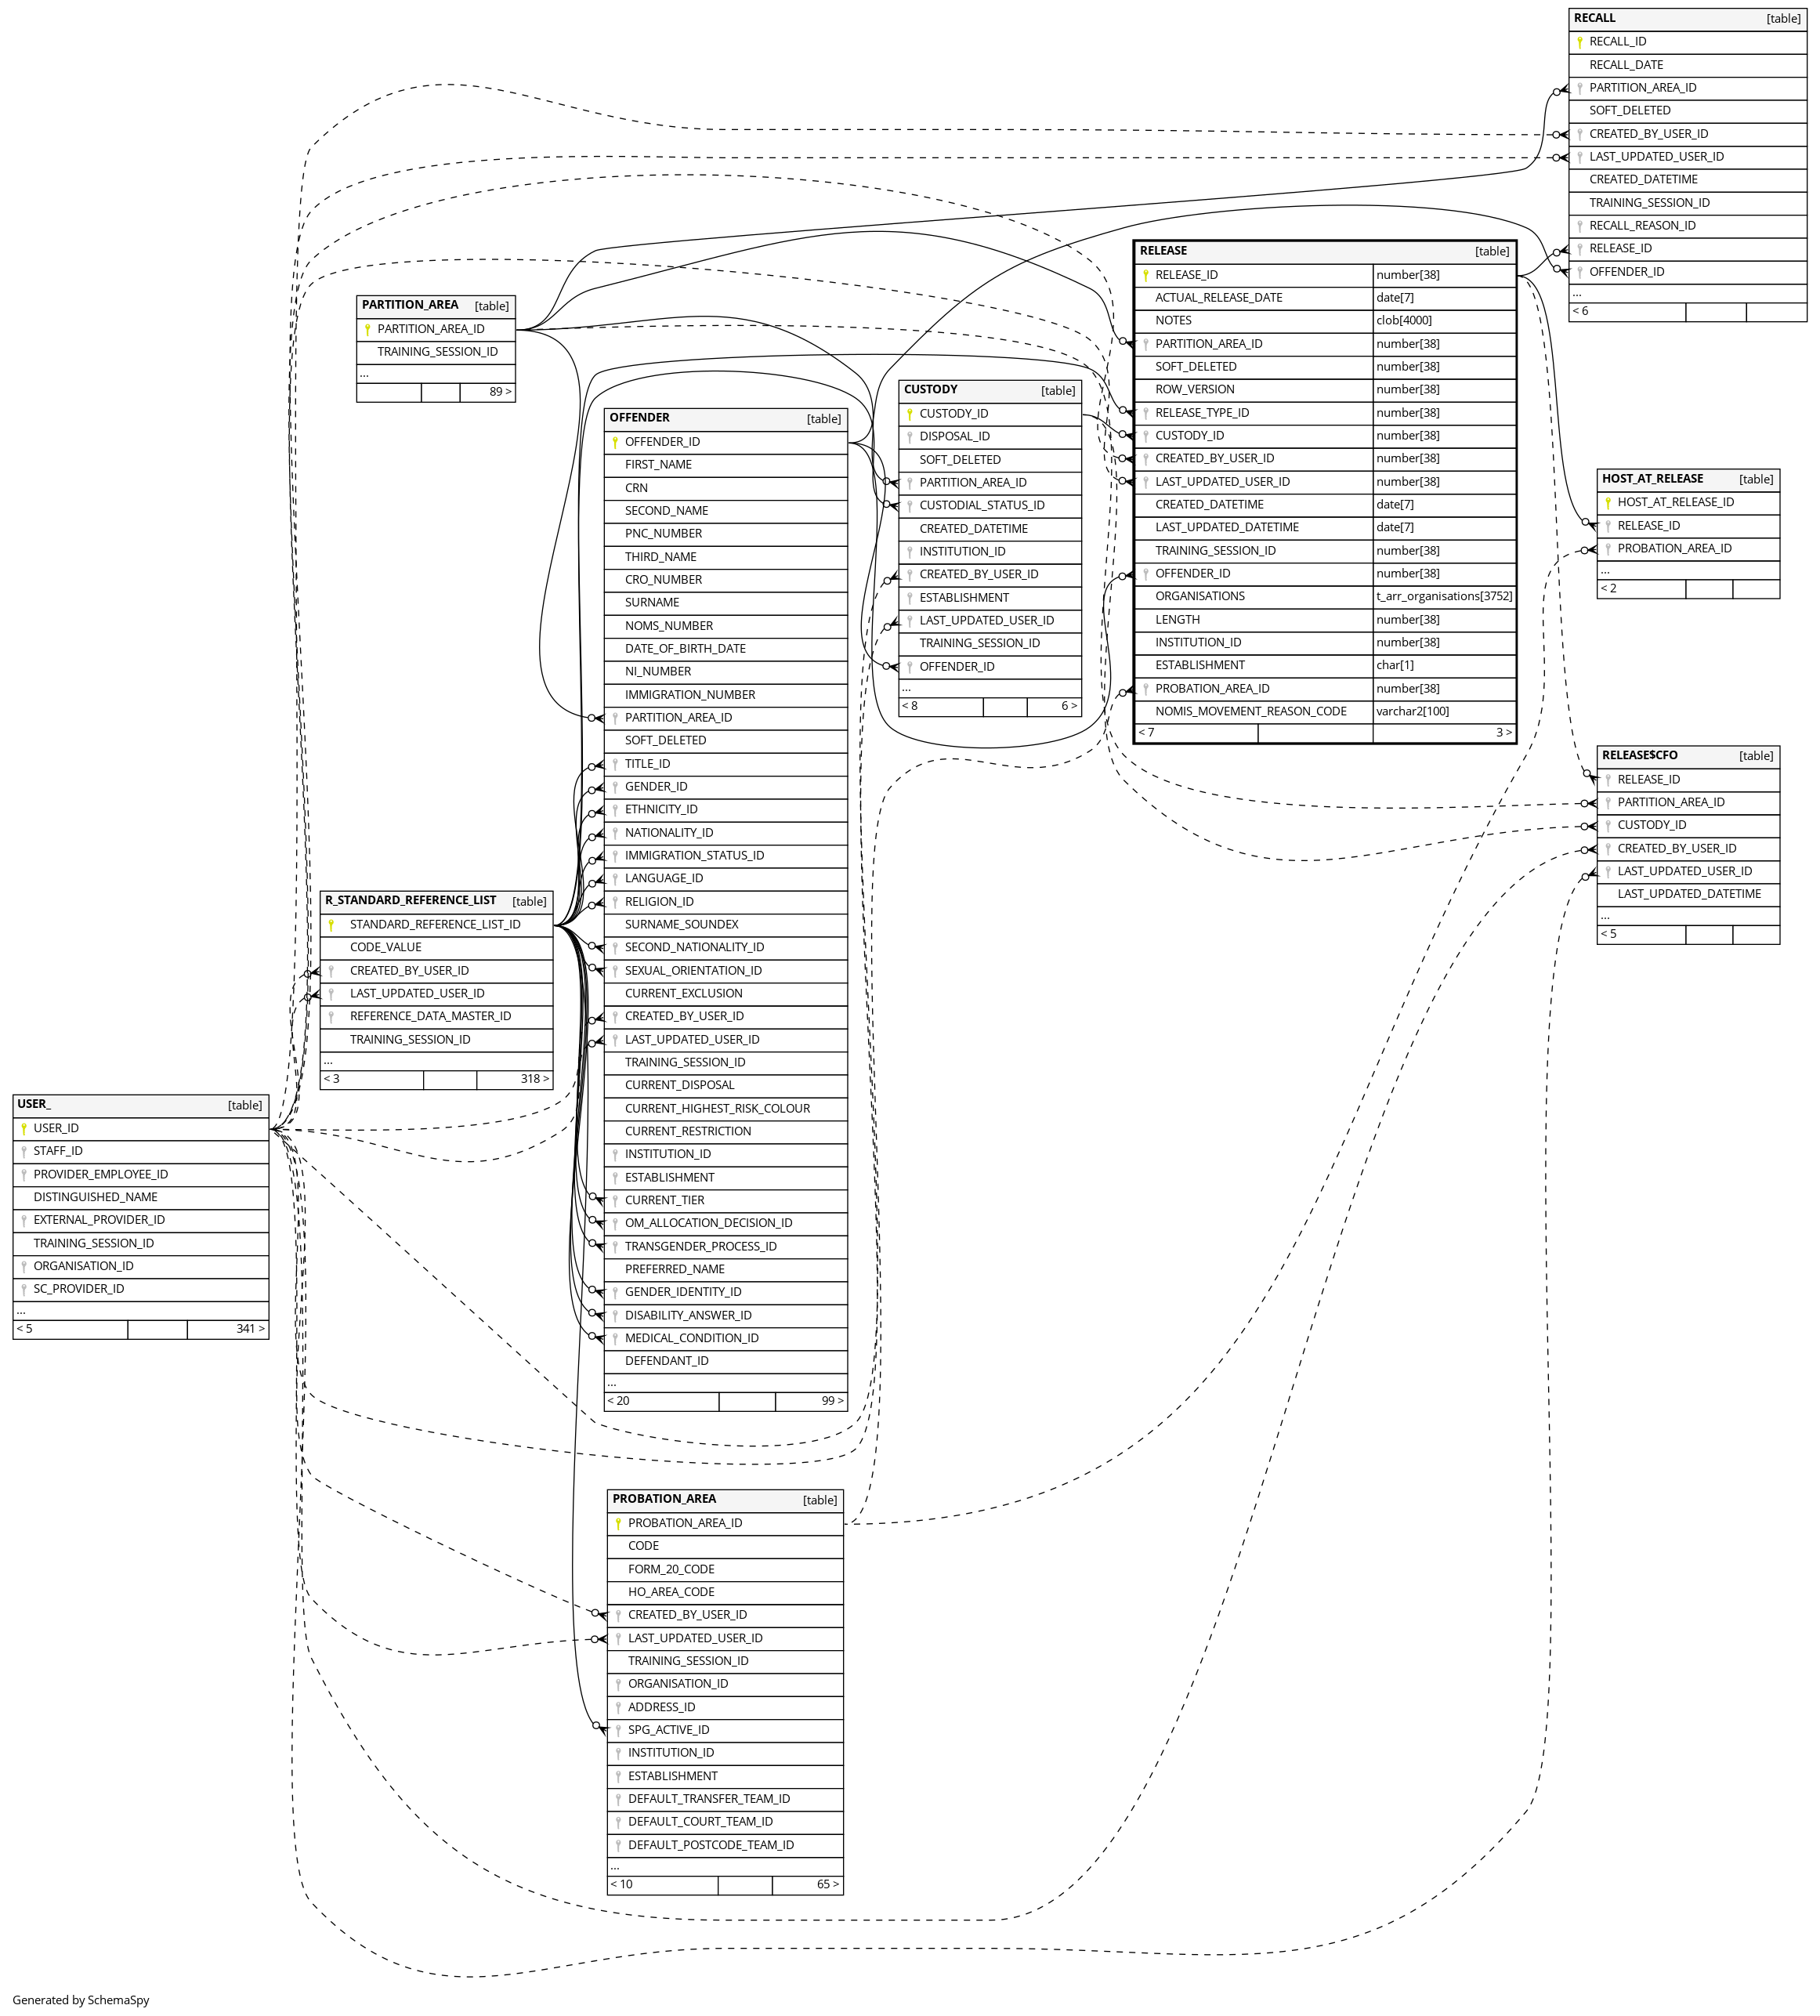 RECALL [table]
RECALL_ID
RECALL_DATE
PARTITION_AREA_ID
SOFT_DELETED
CREATED_BY_USER_ID
LAST_UPDATED_USER_ID
CREATED_DATETIME
TRAINING_SESSION_ID
RECALL_REASON_ID
RELEASE_ID
OFFENDER_ID
...
< 6
RELEASE [table]
RELEASE_ID number[38]
ACTUAL_RELEASE_DATE date[7]
NOTES clob[4000]
PARTITION_AREA_ID number[38]
SOFT_DELETED number[38]
ROW_VERSION number[38]
RELEASE_TYPE_ID number[38]
CUSTODY_ID number[38]
CREATED_BY_USER_ID number[38]
LAST_UPDATED_USER_ID number[38]
CREATED_DATETIME date[7]
LAST_UPDATED_DATETIME date[7]
TRAINING_SESSION_ID number[38]
OFFENDER_ID number[38]
ORGANISATIONS t_arr_organisations[3752]
LENGTH number[38]
INSTITUTION_ID number[38]
ESTABLISHMENT char[1]
PROBATION_AREA_ID number[38]
NOMIS_MOVEMENT_REASON_CODE varchar2[100]
< 7 3 >
PARTITION_AREA [table]
PARTITION_AREA_ID
TRAINING_SESSION_ID
...
89 >
CUSTODY [table]
CUSTODY_ID
DISPOSAL_ID
SOFT_DELETED
PARTITION_AREA_ID
CUSTODIAL_STATUS_ID
CREATED_DATETIME
INSTITUTION_ID
CREATED_BY_USER_ID
ESTABLISHMENT
LAST_UPDATED_USER_ID
TRAINING_SESSION_ID
OFFENDER_ID
...
< 8 6 >
OFFENDER [table]
OFFENDER_ID
FIRST_NAME
CRN
SECOND_NAME
PNC_NUMBER
THIRD_NAME
CRO_NUMBER
SURNAME
NOMS_NUMBER
DATE_OF_BIRTH_DATE
NI_NUMBER
IMMIGRATION_NUMBER
PARTITION_AREA_ID
SOFT_DELETED
TITLE_ID
GENDER_ID
ETHNICITY_ID
NATIONALITY_ID
IMMIGRATION_STATUS_ID
LANGUAGE_ID
RELIGION_ID
SURNAME_SOUNDEX
SECOND_NATIONALITY_ID
SEXUAL_ORIENTATION_ID
CURRENT_EXCLUSION
CREATED_BY_USER_ID
LAST_UPDATED_USER_ID
TRAINING_SESSION_ID
CURRENT_DISPOSAL
CURRENT_HIGHEST_RISK_COLOUR
CURRENT_RESTRICTION
INSTITUTION_ID
ESTABLISHMENT
CURRENT_TIER
OM_ALLOCATION_DECISION_ID
TRANSGENDER_PROCESS_ID
PREFERRED_NAME
GENDER_IDENTITY_ID
DISABILITY_ANSWER_ID
MEDICAL_CONDITION_ID
DEFENDANT_ID
...
< 20 99 >
HOST_AT_RELEASE [table]
HOST_AT_RELEASE_ID
RELEASE_ID
PROBATION_AREA_ID
...
< 2
RELEASE$CFO [table]
RELEASE_ID
PARTITION_AREA_ID
CUSTODY_ID
CREATED_BY_USER_ID
LAST_UPDATED_USER_ID
LAST_UPDATED_DATETIME
...
< 5
R_STANDARD_REFERENCE_LIST [table]
STANDARD_REFERENCE_LIST_ID
CODE_VALUE
CREATED_BY_USER_ID
LAST_UPDATED_USER_ID
REFERENCE_DATA_MASTER_ID
TRAINING_SESSION_ID
...
< 3 318 >
USER_ [table]
USER_ID
STAFF_ID
PROVIDER_EMPLOYEE_ID
DISTINGUISHED_NAME
EXTERNAL_PROVIDER_ID
TRAINING_SESSION_ID
ORGANISATION_ID
SC_PROVIDER_ID
...
< 5 341 >
PROBATION_AREA [table]
PROBATION_AREA_ID
CODE
FORM_20_CODE
HO_AREA_CODE
CREATED_BY_USER_ID
LAST_UPDATED_USER_ID
TRAINING_SESSION_ID
ORGANISATION_ID
ADDRESS_ID
SPG_ACTIVE_ID
INSTITUTION_ID
ESTABLISHMENT
DEFAULT_TRANSFER_TEAM_ID
DEFAULT_COURT_TEAM_ID
DEFAULT_POSTCODE_TEAM_ID
...
< 10 65 >
Generated by SchemaSpy